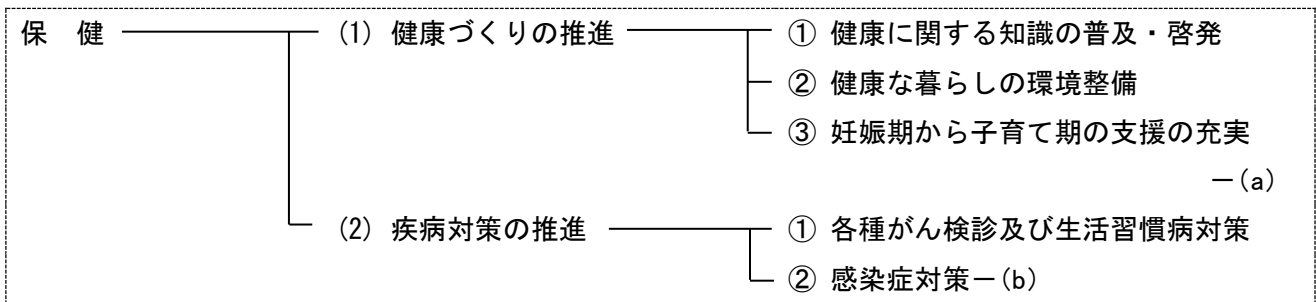 保　健　(1) 健康づくりの推進　① 健康に関する知識の普及・啓発
② 健康な暮らしの環境整備
③ 妊娠期から子育て期の支援の充実
－(a)
(2) 疾病対策の推進　① 各種がん検診及び生活習慣病対策
② 感染症対策－(b)